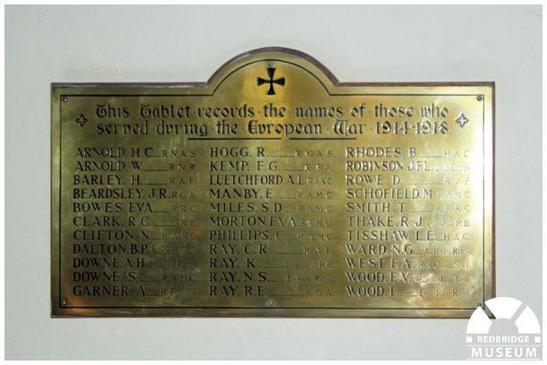 This Tablet records the names of those who
served during the European War 1914-1918.
ARNOLD, H.C. R.N.A.S HOGG. R. R.N.A.S RHODES. B. H.A.C
ARNOLD. W. R.N.R KEMP. F.G. R.F.A ROBINSON
BARLEY. H. R.A.F LUETCHFORD. A.J. R.A.S.C ROWE. D. R.A.F
BEARDSLEY. J.R. R.G.A MANBY. E. R.A.M.C SCHOFIELD. M. R.A.M.C
BOWES. EVA MILES. S.D. R.A.M.C SMITH. T.
CLARK. R.C. MORTON. EVA THAKE. R.J.
CLIFTON. N. PHILLIPS. C. R.A.M.C TISSHAW. L.E. H.A.C
DALTON. B.P. RAY. C.R. R.A.F WARD. N.G.
DOWNE. A.H. RAY. K. WEST. F.A.
DOWNE. S. R.A.M.C RAY. N.S. WOOD. E.V.
GARNER. A. RAY. R.E. R.G.A WOOD.
REDBRIDGE
MUSEUM